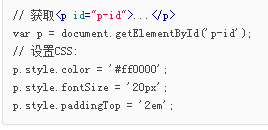 // 获取<p id="p-id">...</p>
var p = document.getElementById('p-id');
// 设置CSS:
p.style.color = '#ff0000';
p.style.fontSize = '20px';
p.style.paddingTop = '2em';